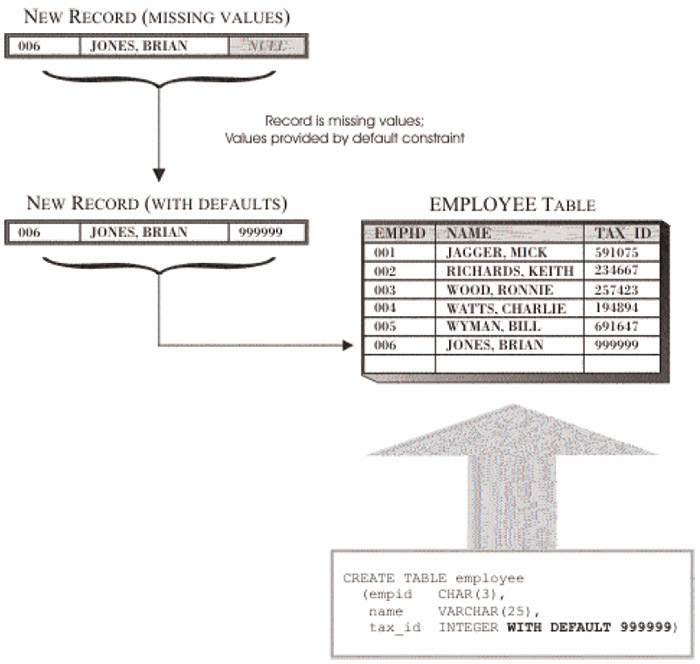 NEW RECORD (MISSING VALUES)
006 JONES, BRIAN NULL
Record is missing values;
Values provided by default constraint
NEW RECORD (WITH DEFAULTS)
006 JONES, BRIAN 999999
EMPLOYEE TABLE
EMPID NAME TAX_ID
001 JAGGER, MICK 591075
002 RICHARDS, KEITH 234667
003 WOOD, RONNIE 257423
004 WATTS, CHARLIE 194894
005 WYMAN, BILL 691647
006 JONES, BRIAN 999999
CREATE TABLE employee
(empid CHAR(3),
name VARCHAR(25),
tax_id INTEGER WITH DEFAULT 999999)